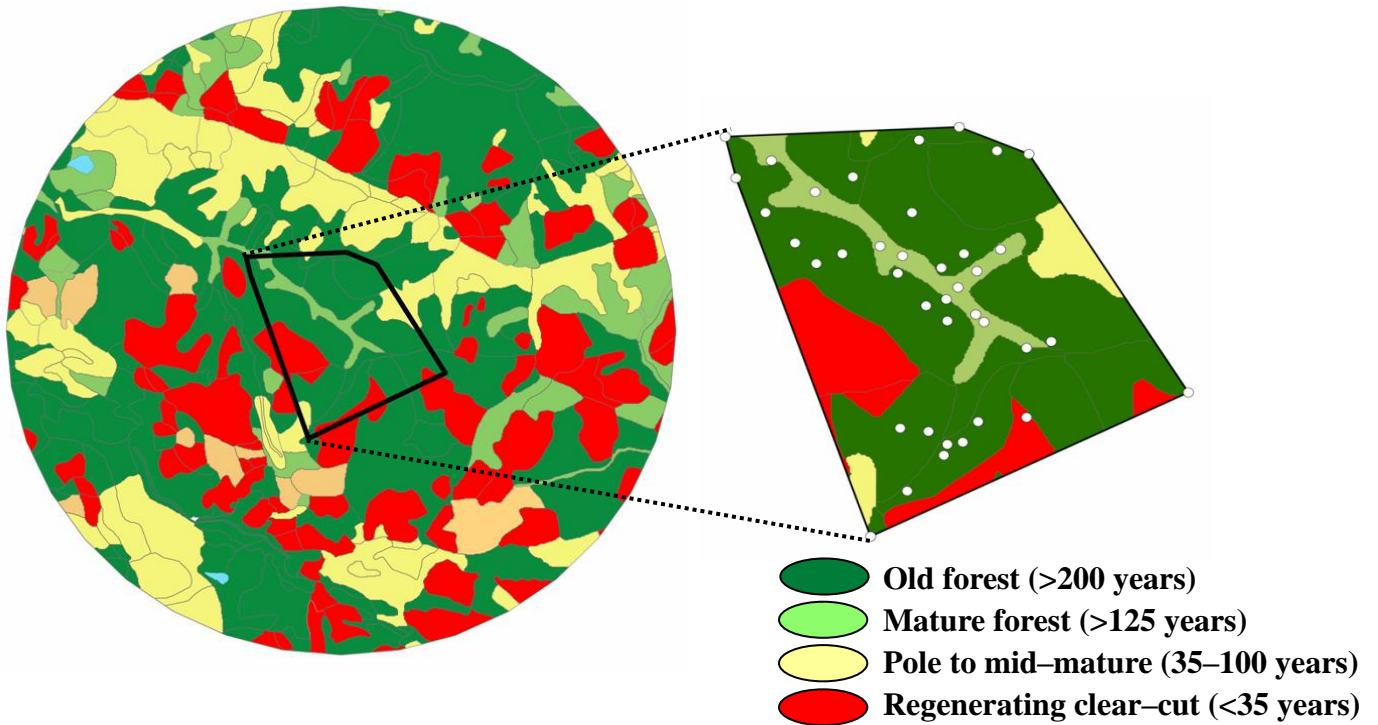 Old forest (>200 years)
Mature forest (>125 years)
Pole to mid–mature (35–100 years)
Regenerating clear–cut (<35 years)